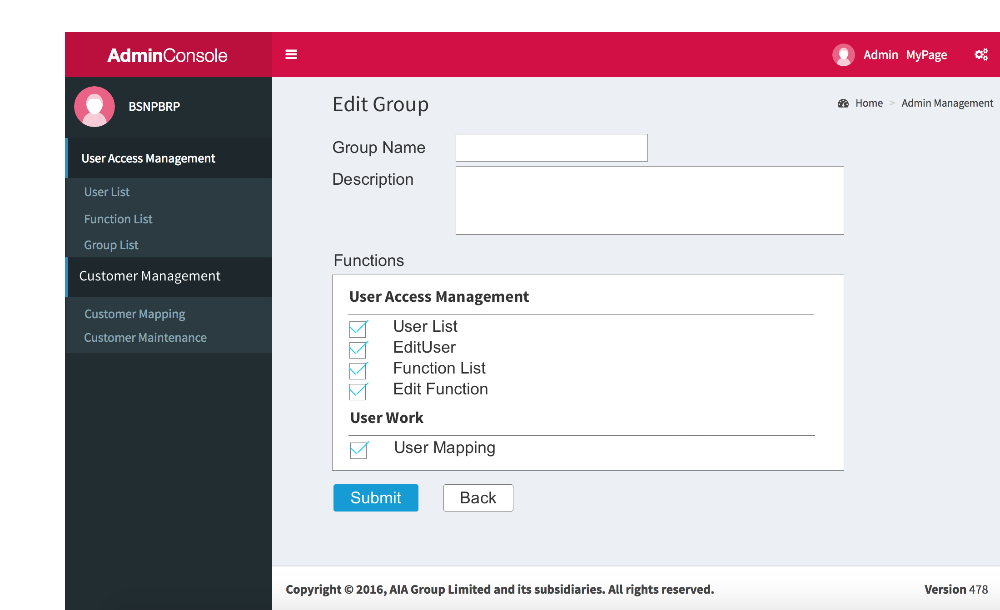 AdminConsole
Admin MyPage
BSNPBRP
User Access Management
User List
Function List
Group List
Customer Management
Customer Mapping
Customer Maintenance
Edit Group
Home > Admin Management
Group Name
Description
Functions
User Access Management
User List
EditUser
Function List
Edit Function
User Work
User Mapping
Submit Back
Copyright © 2016, AIA Group Limited and its subsidiaries. All rights reserved. Version 478